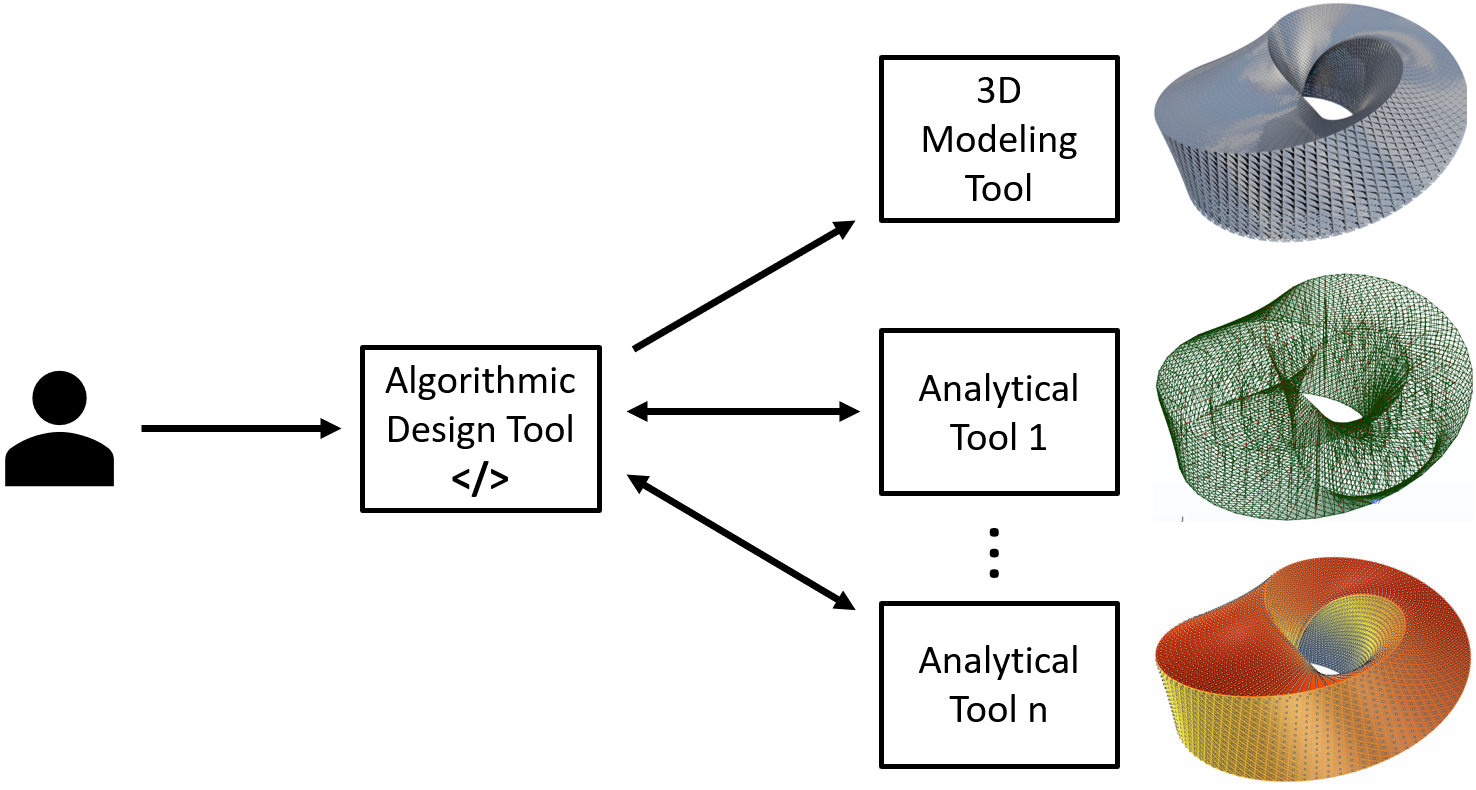 3D
Modeling
Tool
Algorithmic
Design Tool
</>
Analytical
Tool 1
Analytical
Tool n